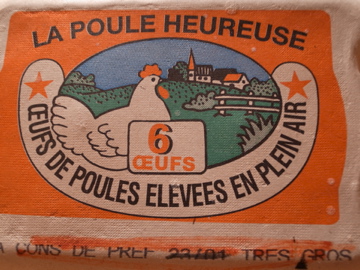 LA POULE HEUREUSE
6
ŒUFS
ŒUFS DE POULES ELEVEES EN PLEIN AIR
A CONS DE PREF 23/01 TRES GROS